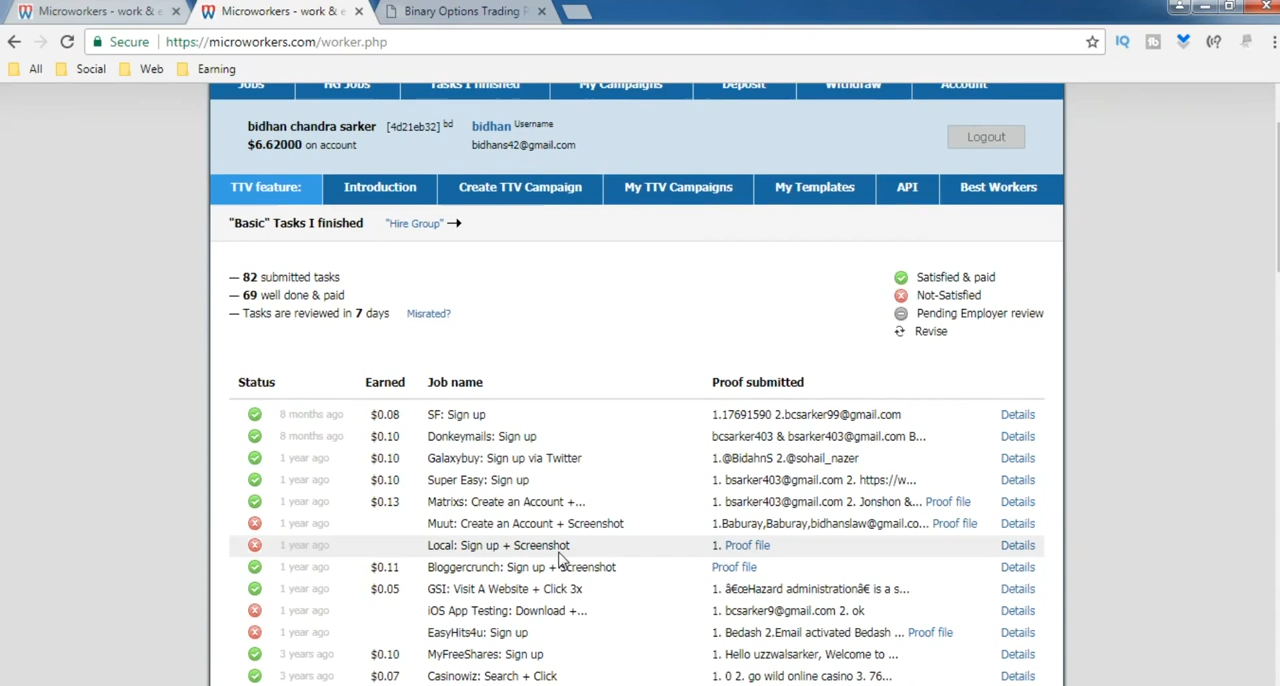 Microworkers - work & e
Microworkers - work & e
Binary Options Trading P
Secure https://microworkers.com/worker.php
All Social Web Earning
Jobs HG Jobs Tasks I finished My Campaigns Deposit Withdraw Account
bidhan chandra sarker [4d21eb32] bd bidhan Username
$6.62000 on account bidhans42@gmail.com
Logout
TTV feature: Introduction Create TTV Campaign My TTV Campaigns My Templates API Best Workers
"Basic" Tasks I finished "Hire Group"
— 82 submitted tasks
— 69 well done & paid
— Tasks are reviewed in 7 days Misrated?
Satisfied & paid
Not-Satisfied
Pending Employer review
Revise
Status Earned Job name Proof submitted
8 months ago $0.08 SF: Sign up 1.17691590 2.bcsarker99@gmail.com Details
8 months ago $0.10 Donkeymails: Sign up bcsarker403 & bsarker403@gmail.com B... Details
1 year ago $0.10 Galaxybuy: Sign up via Twitter 1.@BidahnS 2.@sohail_nazer Details
1 year ago $0.10 Super Easy: Sign up 1. bsarker403@gmail.com 2. https://w... Details
1 year ago $0.13 Matrixs: Create an Account +... 1. bsarker403@gmail.com 2. Jonshon &... Proof file Details
1 year ago Muut: Create an Account + Screenshot 1.Baburay,Baburay,bidhanslaw@gmail.co... Proof file Details
1 year ago Local: Sign up + Screenshot 1. Proof file Details
1 year ago $0.11 Bloggercrunch: Sign up + Screenshot Proof file Details
1 year ago $0.05 GSI: Visit A Website + Click 3x 1. â€œHazard administrationâ€ is a s... Details
1 year ago iOS App Testing: Download +... 1. bcsarker9@gmail.com 2. ok Details
1 year ago EasyHits4u: Sign up 1. Bedash 2.Email activated Bedash ... Proof file Details
3 years ago $0.10 MyFreeShares: Sign up 1. Hello uzzwalsarker, Welcome to ... Details
3 years ago $0.07 Casinowiz: Search + Click 1. 0 2. go wild online casino 3. 76... Details